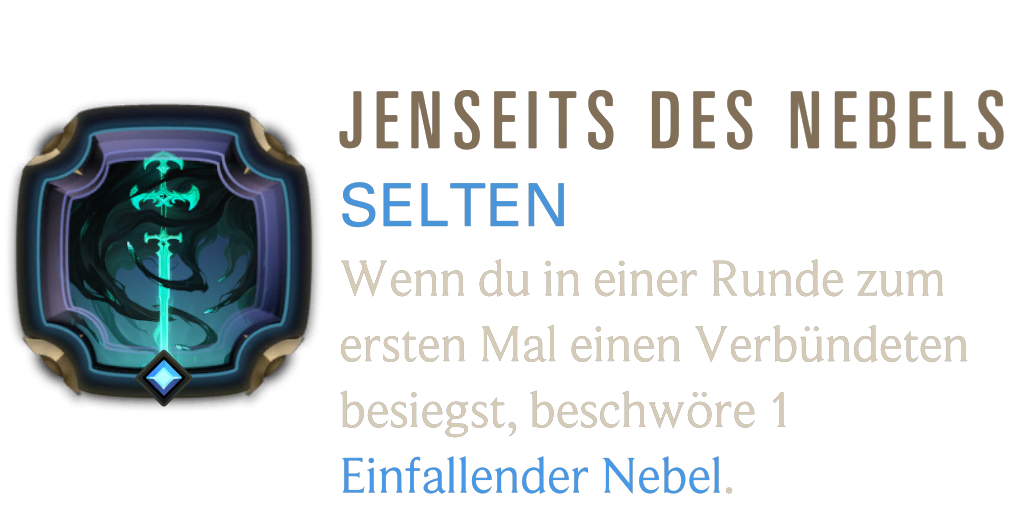 JENSEITS DES NEBELS
SELTEN
Wenn du in einer Runde zum
ersten Mal einen Verbündeten
besiegst, beschwöre 1
Einfallender Nebel.